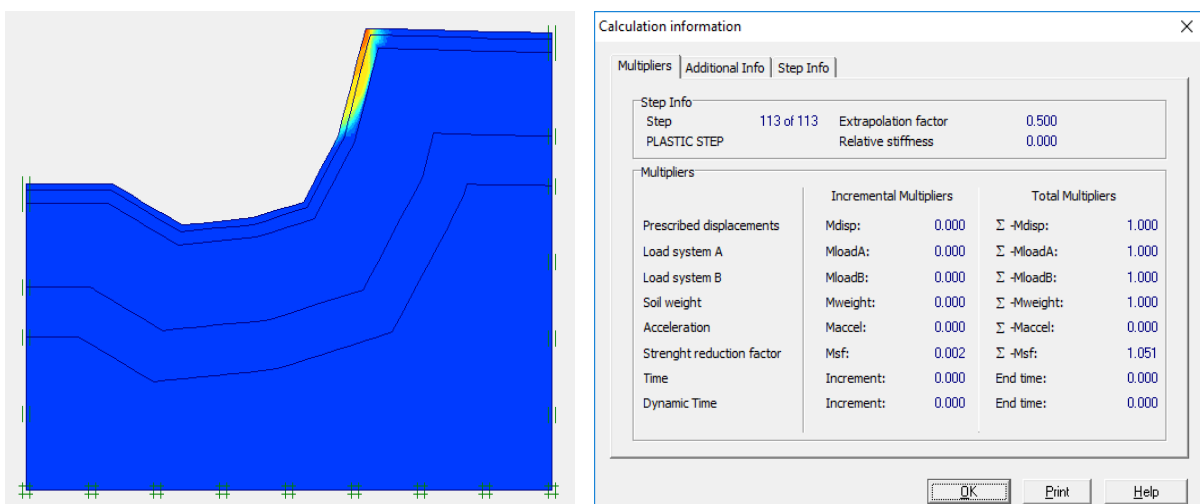 Calculation information
Multipliers Additional Info Step Info
Step Info
Step 113 of 113 Extrapolation factor 0.500
PLASTIC STEP Relative stiffness 0.000
Multipliers
Incremental Multipliers Total Multipliers
Prescribed displacements Mdisp: 0.000 Σ -Mdisp: 1.000
Load system A MloadA: 0.000 Σ -MloadA: 1.000
Load system B MloadB: 0.000 Σ -MloadB: 1.000
Soil weight Mweight: 0.000 Σ -Mweight: 1.000
Acceleration Maccel: 0.000 Σ -Maccel: 0.000
Strenght reduction factor Msf: 0.002 Σ -Msf: 1.051
Time Increment: 0.000 End time: 0.000
Dynamic Time Increment: 0.000 End time: 0.000
OK Print Help